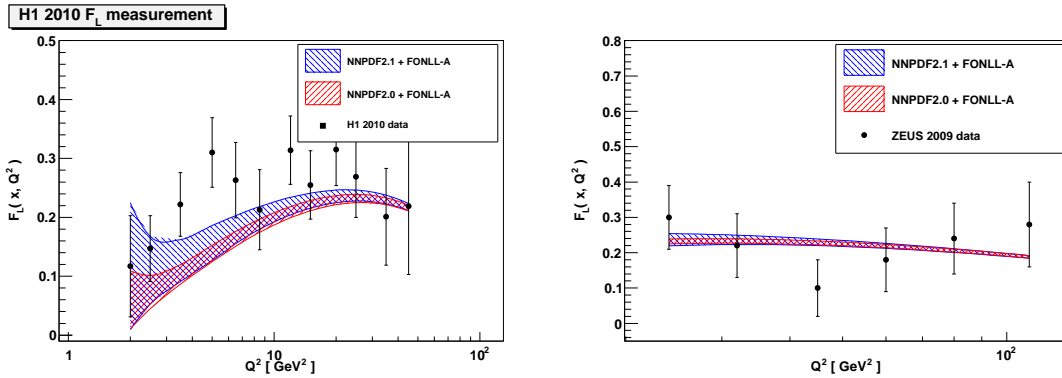 H1 2010 F_L measurement
F_L( x, Q²)
0.5
0.4
0.3
0.2
0.1
0
NNPDF2.1 + FONLL-A
NNPDF2.0 + FONLL-A
H1 2010 data
1
10
10²
Q² [ GeV² ]
F_L( x, Q²)
0.8
0.7
0.6
0.5
0.4
0.3
0.2
0.1
0
NNPDF2.1 + FONLL-A
NNPDF2.0 + FONLL-A
ZEUS 2009 data
10²
Q² [ GeV² ]